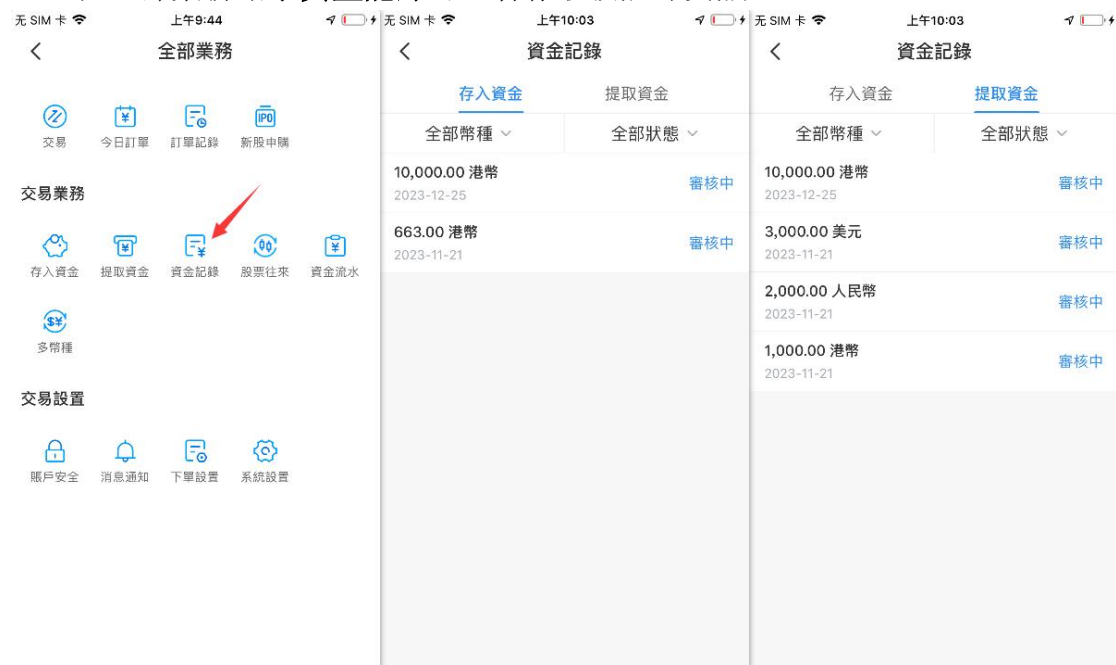 无 SIM 卡
上午9:44
全部業務
交易
今日訂單
訂單記錄
IPO
新股申購
交易業務
存入資金
提取資金
資金記錄
股票往來
資金流水
$¥
多幣種
交易設置
賬戶安全
消息通知
下單設置
系統設置
无 SIM 卡
上午10:03
資金記錄
存入資金
提取資金
全部幣種
全部狀態
10,000.00 港幣
審核中
2023-12-25
663.00 港幣
審核中
2023-11-21
无 SIM 卡
上午10:03
資金記錄
存入資金
提取資金
全部幣種
全部狀態
10,000.00 港幣
審核中
2023-12-25
3,000.00 美元
審核中
2023-11-21
2,000.00 人民幣
審核中
2023-11-21
1,000.00 港幣
審核中
2023-11-21